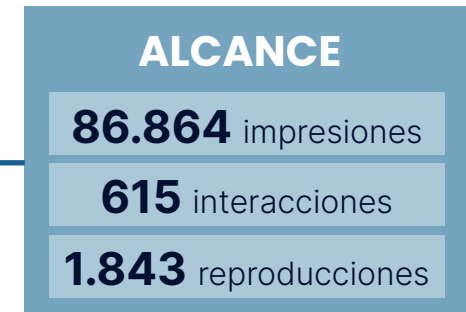 ALCANCE
86.864 impresiones
615 interacciones
1.843 reproducciones